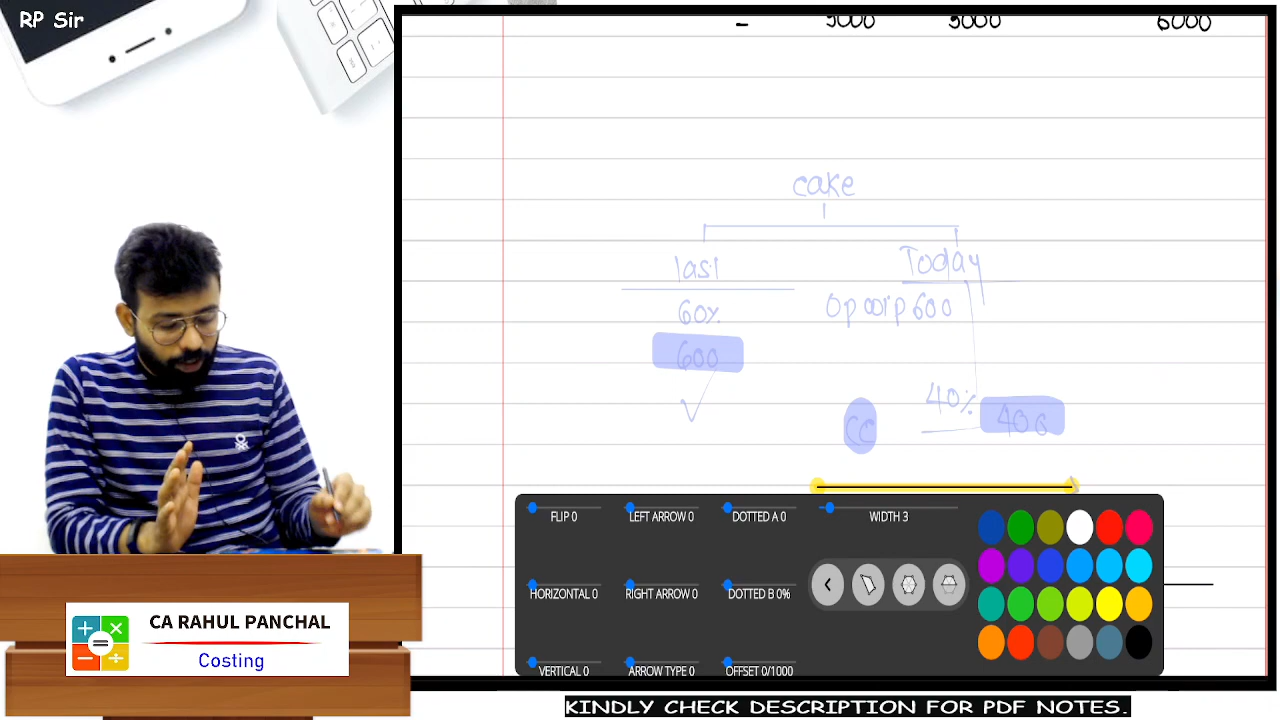 RP Sir
- 5000 5000 6000
cake
last Today
60% Op WIP 600
600
40% 400
CC
FLIP 0 LEFT ARROW 0 DOTTED A 0 WIDTH 3
HORIZONTAL 0 RIGHT ARROW 0 DOTTED B 0%
VERTICAL 0 ARROW TYPE 0 OFFSET 0/1000
CA RAHUL PANCHAL
Costing
KINDLY CHECK DESCRIPTION FOR PDF NOTES.